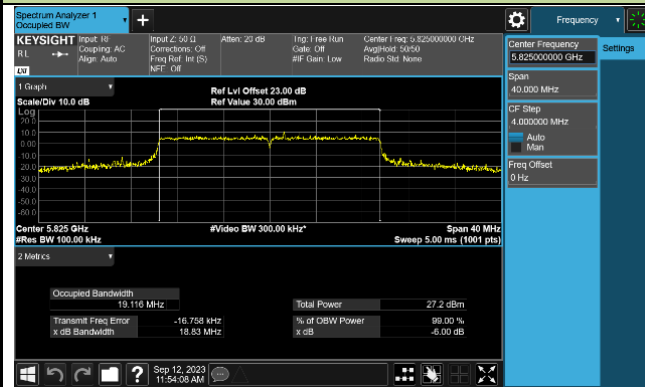 Spectrum Analyzer 1
Occupied BW
Frequency
KEYSIGHT
RL
LXI
Input: RF
Coupling: AC
Align: Auto
Input Z: 50 Ω
Corrections: Off
Freq Ref: Int (S)
NFE: Off
Atten: 20 dB
Trig: Free Run
Gate: Off
#IF Gain: Low
Center Freq: 5.825000000 GHz
Avg|Hold: 50/50
Radio Std: None
Center Frequency
5.825000000 GHz
Settings
Span
40.000 MHz
CF Step
4.000000 MHz
Auto
Man
Freq Offset
0 Hz
1 Graph
Scale/Div 10.0 dB
Ref Lvl Offset 23.00 dB
Ref Value 30.00 dBm
Log
20.0
10.0
0.00
-10.0
-20.0
-30.0
-40.0
-50.0
-60.0
Center 5.825 GHz
#Video BW 300.00 kHz*
Span 40 MHz
#Res BW 100.00 kHz
Sweep 5.00 ms (1001 pts)
2 Metrics
Occupied Bandwidth
19.116 MHz
Total Power 27.2 dBm
Transmit Freq Error -16.758 kHz
% of OBW Power 99.00 %
x dB Bandwidth 18.83 MHz
x dB -6.00 dB
?
Sep 12, 2023
11:54:08 AM